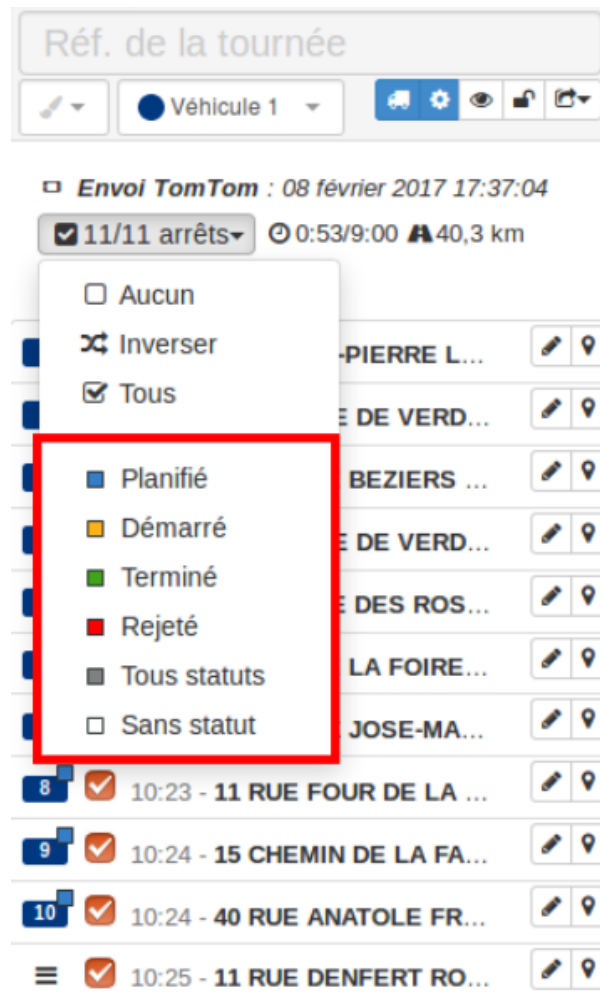 Réf. de la tournée
Véhicule 1
Envoi TomTom : 08 février 2017 17:37:04
11/11 arrêts 0:53/9:00 40,3 km
Aucun
Inverser
-PIERRE L...
Tous
E DE VERD...
Planifié
BEZIERS ...
Démarré
E DE VERD...
Terminé
E DES ROS...
Rejeté
LA FOIRE...
Tous statuts
Sans statut
JOSE-MA...
8 10:23 - 11 RUE FOUR DE LA ...
9 10:24 - 15 CHEMIN DE LA FA...
10 10:24 - 40 RUE ANATOLE FR...
10:25 - 11 RUE DENFERT RO...